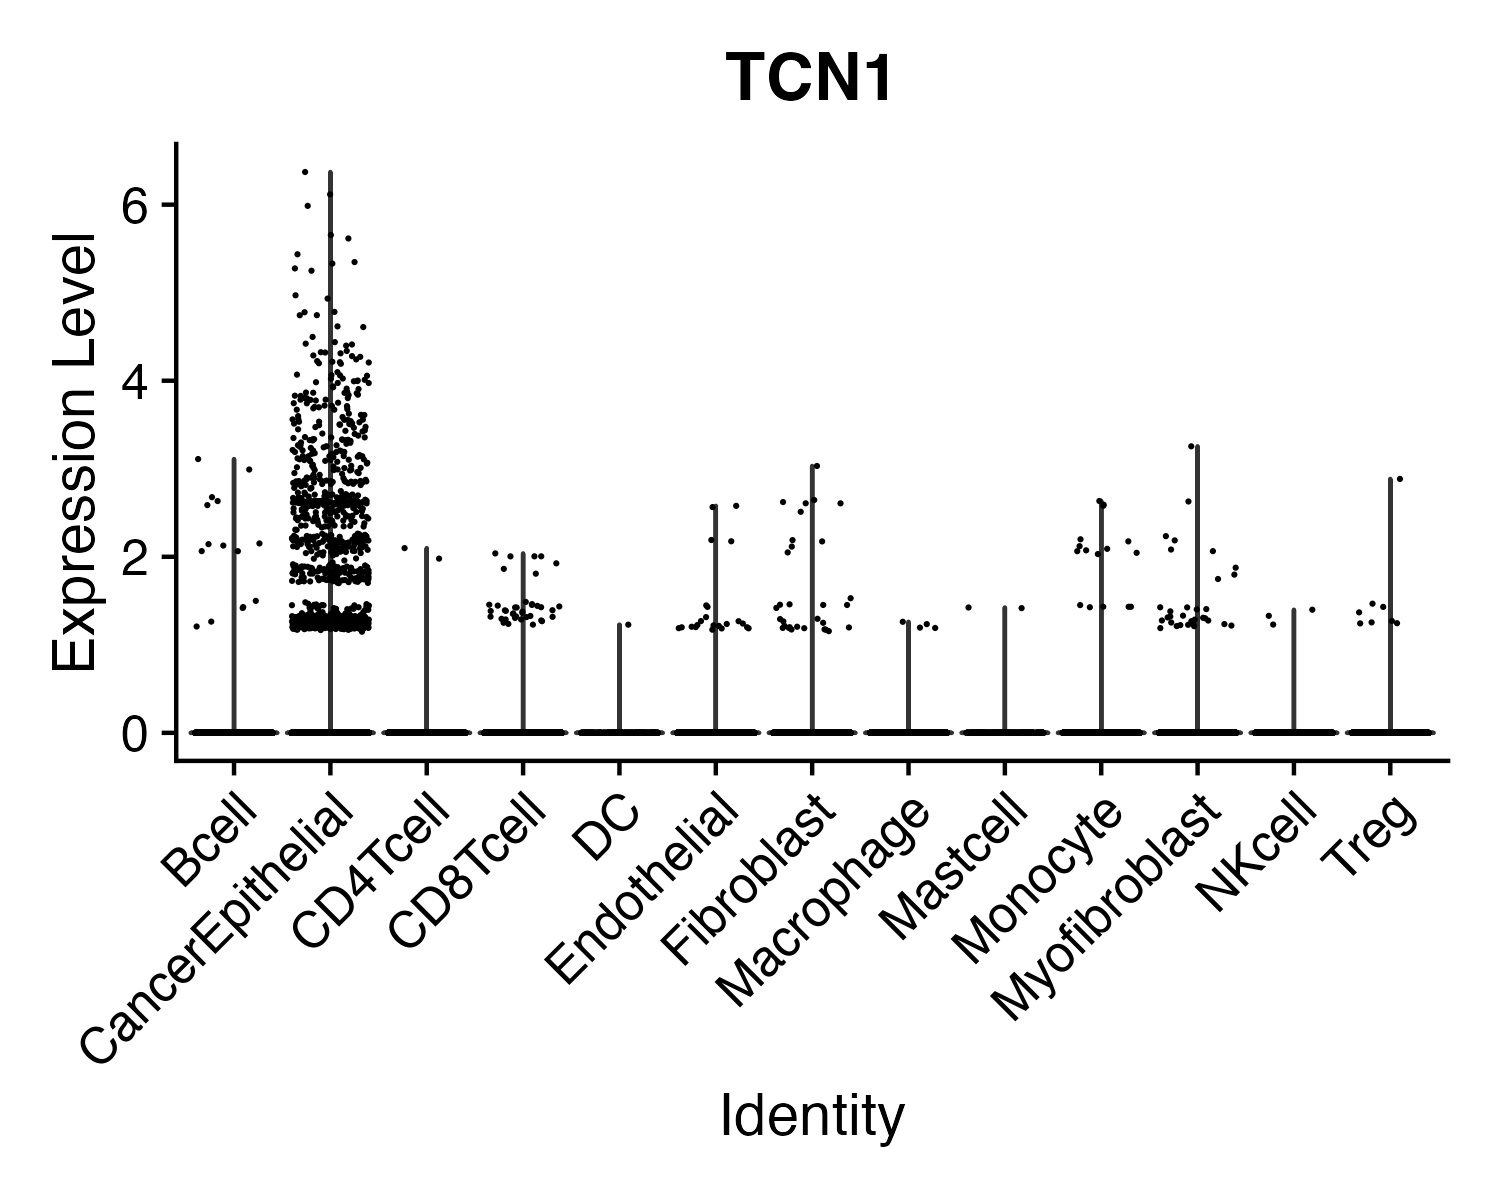 TCN1
Expression Level
6
4
2
0
Bcell
CancerEpithelial
CD4Tcell
CD8Tcell
DC
Endothelial
Fibroblast
Macrophage
Mastcell
Monocyte
Myofibroblast
NKcell
Treg
Identity